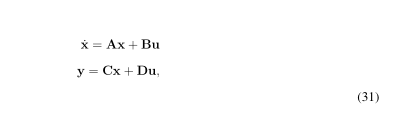 ẋ = Ax + Bu
y = Cx + Du,
(31)